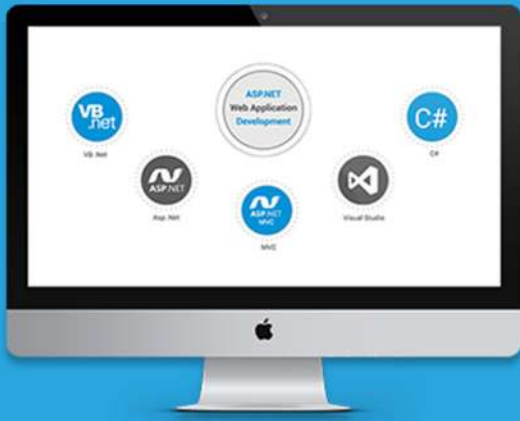 ASP.NET
Web Application
Development
VB
.net
VB .Net
C#
C#
ASP.NET
Asp .Net
Visual Studio
ASP.NET
MVC
MVC